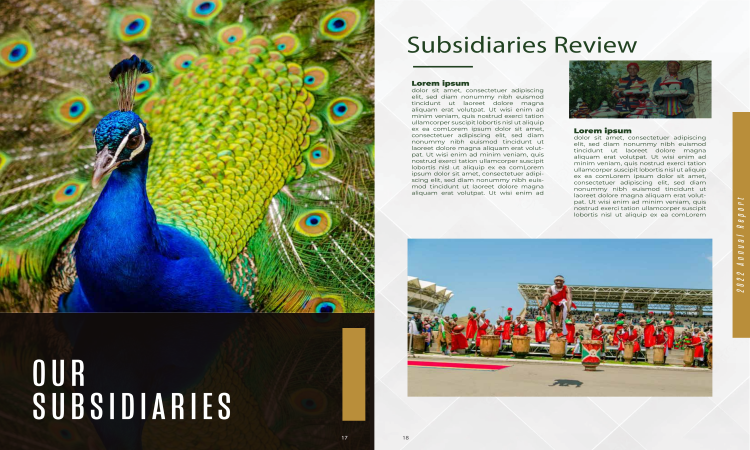 OUR
SUBSIDIARIES
17
Subsidiaries Review
Lorem ipsum
dolor sit amet, consectetuer adipiscing
elit, sed diam nonummy nibh euismod
tincidunt ut laoreet dolore magna
aliquam erat volutpat. Ut wisi enim ad
minim veniam, quis nostrud exerci tation
ullamcorper suscipit lobortis nisl ut aliquip
ex ea comLorem ipsum dolor sit amet,
consectetuer adipiscing elit, sed diam
nonummy nibh euismod tincidunt ut
laoreet dolore magna aliquam erat volut-
pat. Ut wisi enim ad minim veniam, quis
nostrud exerci tation ullamcorper suscipit
lobortis nisl ut aliquip ex ea comLorem
ipsum dolor sit amet, consectetuer adipi-
scing elit, sed diam nonummy nibh euis-
mod tincidunt ut laoreet dolore magna
aliquam erat volutpat. Ut wisi enim ad
Lorem ipsum
dolor sit amet, consectetuer adipiscing
elit, sed diam nonummy nibh euismod
tincidunt ut laoreet dolore magna
aliquam erat volutpat. Ut wisi enim ad
minim veniam, quis nostrud exerci tation
ullamcorper suscipit lobortis nisl ut aliquip
ex ea comLorem ipsum dolor sit amet,
consectetuer adipiscing elit, sed diam
nonummy nibh euismod tincidunt ut
laoreet dolore magna aliquam erat volut-
pat. Ut wisi enim ad minim veniam, quis
nostrud exerci tation ullamcorper suscipit
lobortis nisl ut aliquip ex ea comLorem
2022 Annual Report
18